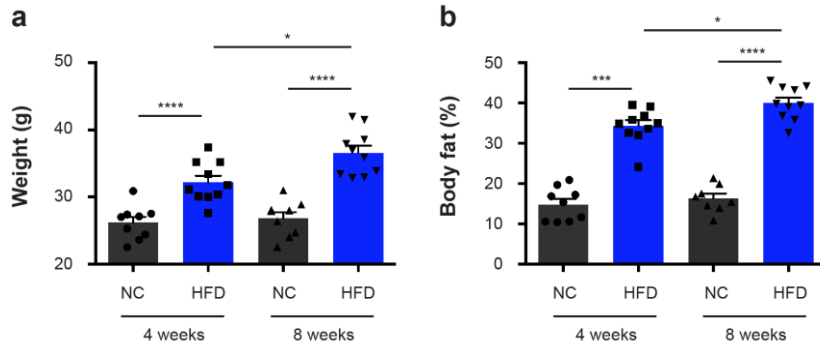 a
Weight (g)
50
40
30
20
****
*
****
NC HFD NC HFD
4 weeks 8 weeks
b
Body fat (%)
50
40
30
20
10
0
***
*
****
NC HFD NC HFD
4 weeks 8 weeks